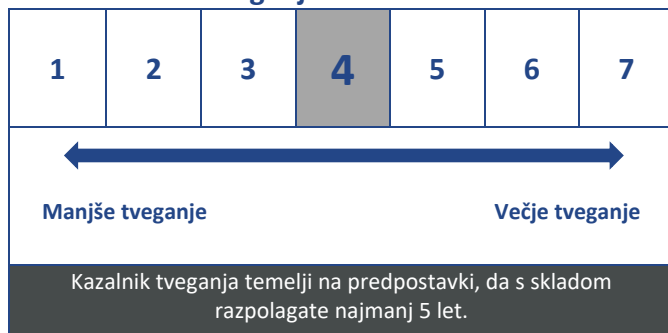 1 2 3 4 5 6 7
Manjše tveganje Večje tveganje
Kazalnik tveganja temelji na predpostavki, da s skladom
razpolagate najmanj 5 let.